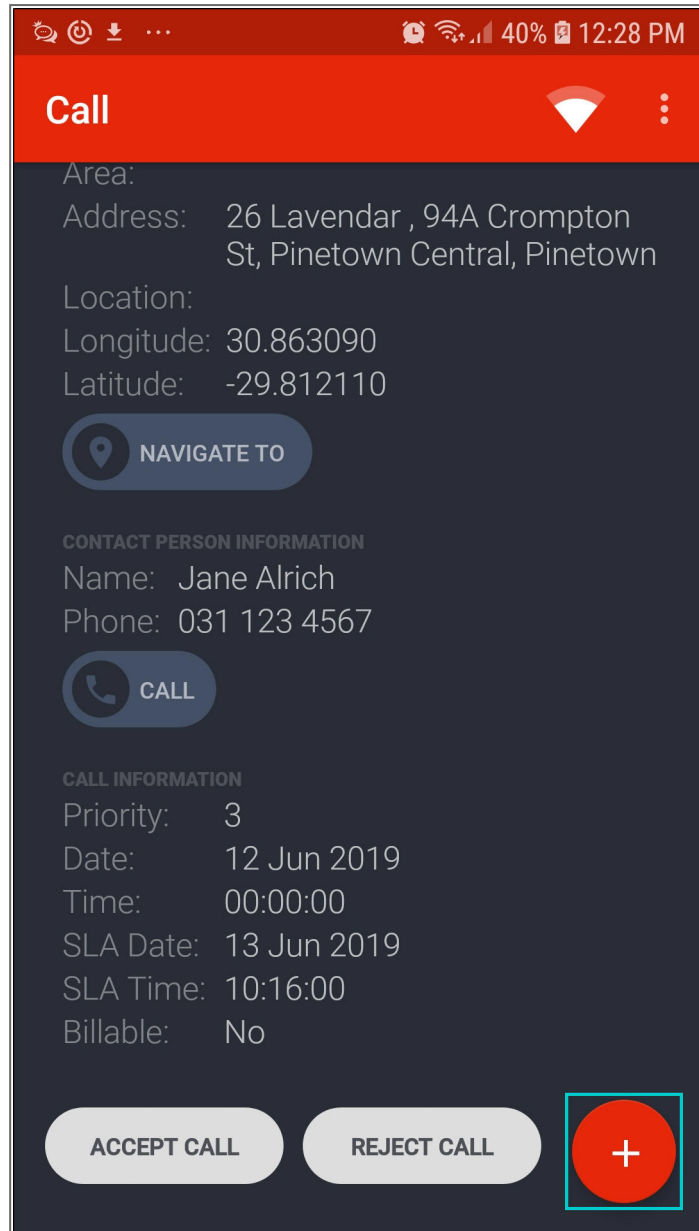 40% 12:28 PM
Call
Area:
Address: 26 Lavendar , 94A Crompton
St, Pinetown Central, Pinetown
Location:
Longitude: 30.863090
Latitude: -29.812110
NAVIGATE TO
CONTACT PERSON INFORMATION
Name: Jane Alrich
Phone: 031 123 4567
CALL
CALL INFORMATION
Priority: 3
Date: 12 Jun 2019
Time: 00:00:00
SLA Date: 13 Jun 2019
SLA Time: 10:16:00
Billable: No
ACCEPT CALL REJECT CALL +